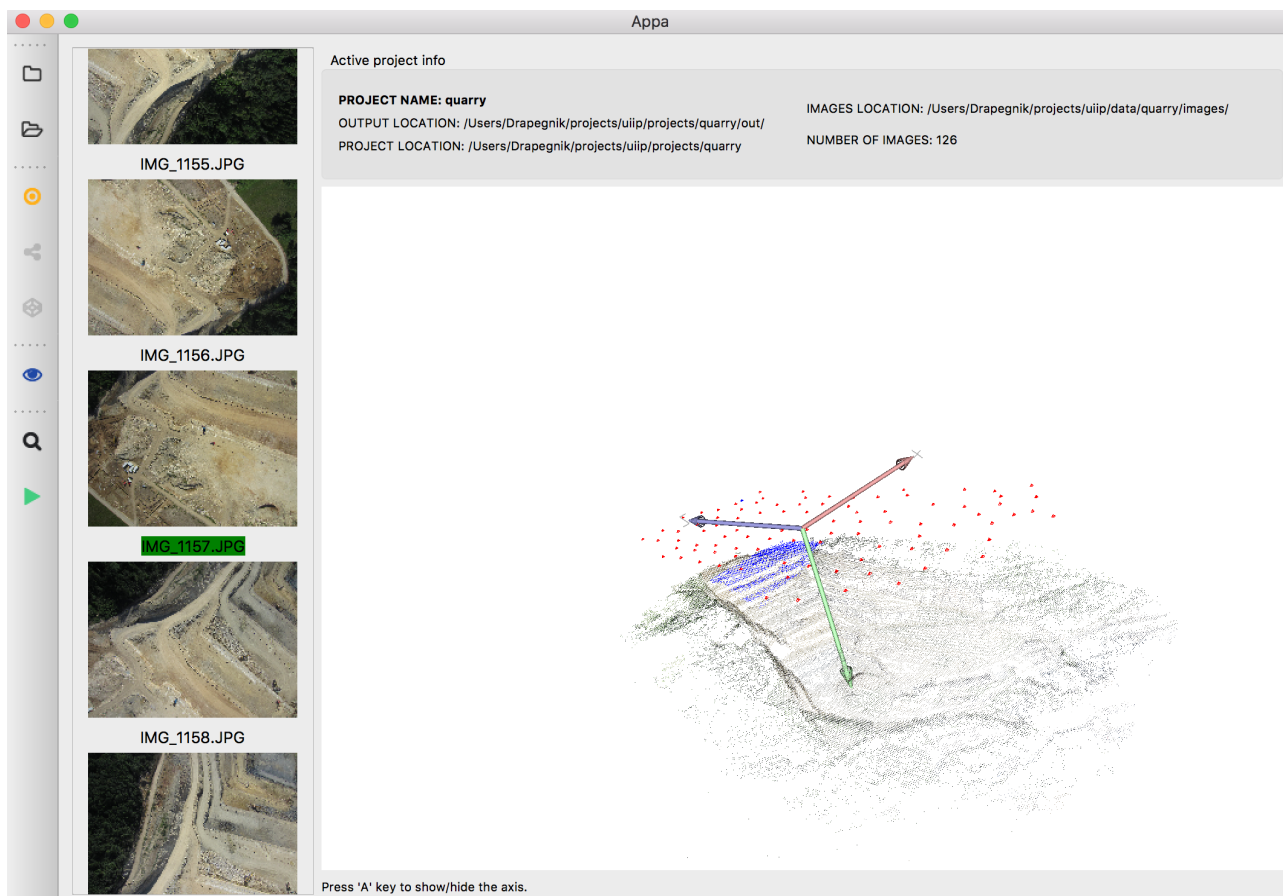 Appa
IMG_1155.JPG
IMG_1156.JPG
IMG_1157.JPG
IMG_1158.JPG
Active project info
PROJECT NAME: quarry
OUTPUT LOCATION: /Users/Drapegnik/projects/uiip/projects/quarry/out/
PROJECT LOCATION: /Users/Drapegnik/projects/uiip/projects/quarry
IMAGES LOCATION: /Users/Drapegnik/projects/uiip/data/quarry/images/
NUMBER OF IMAGES: 126
Press 'A' key to show/hide the axis.